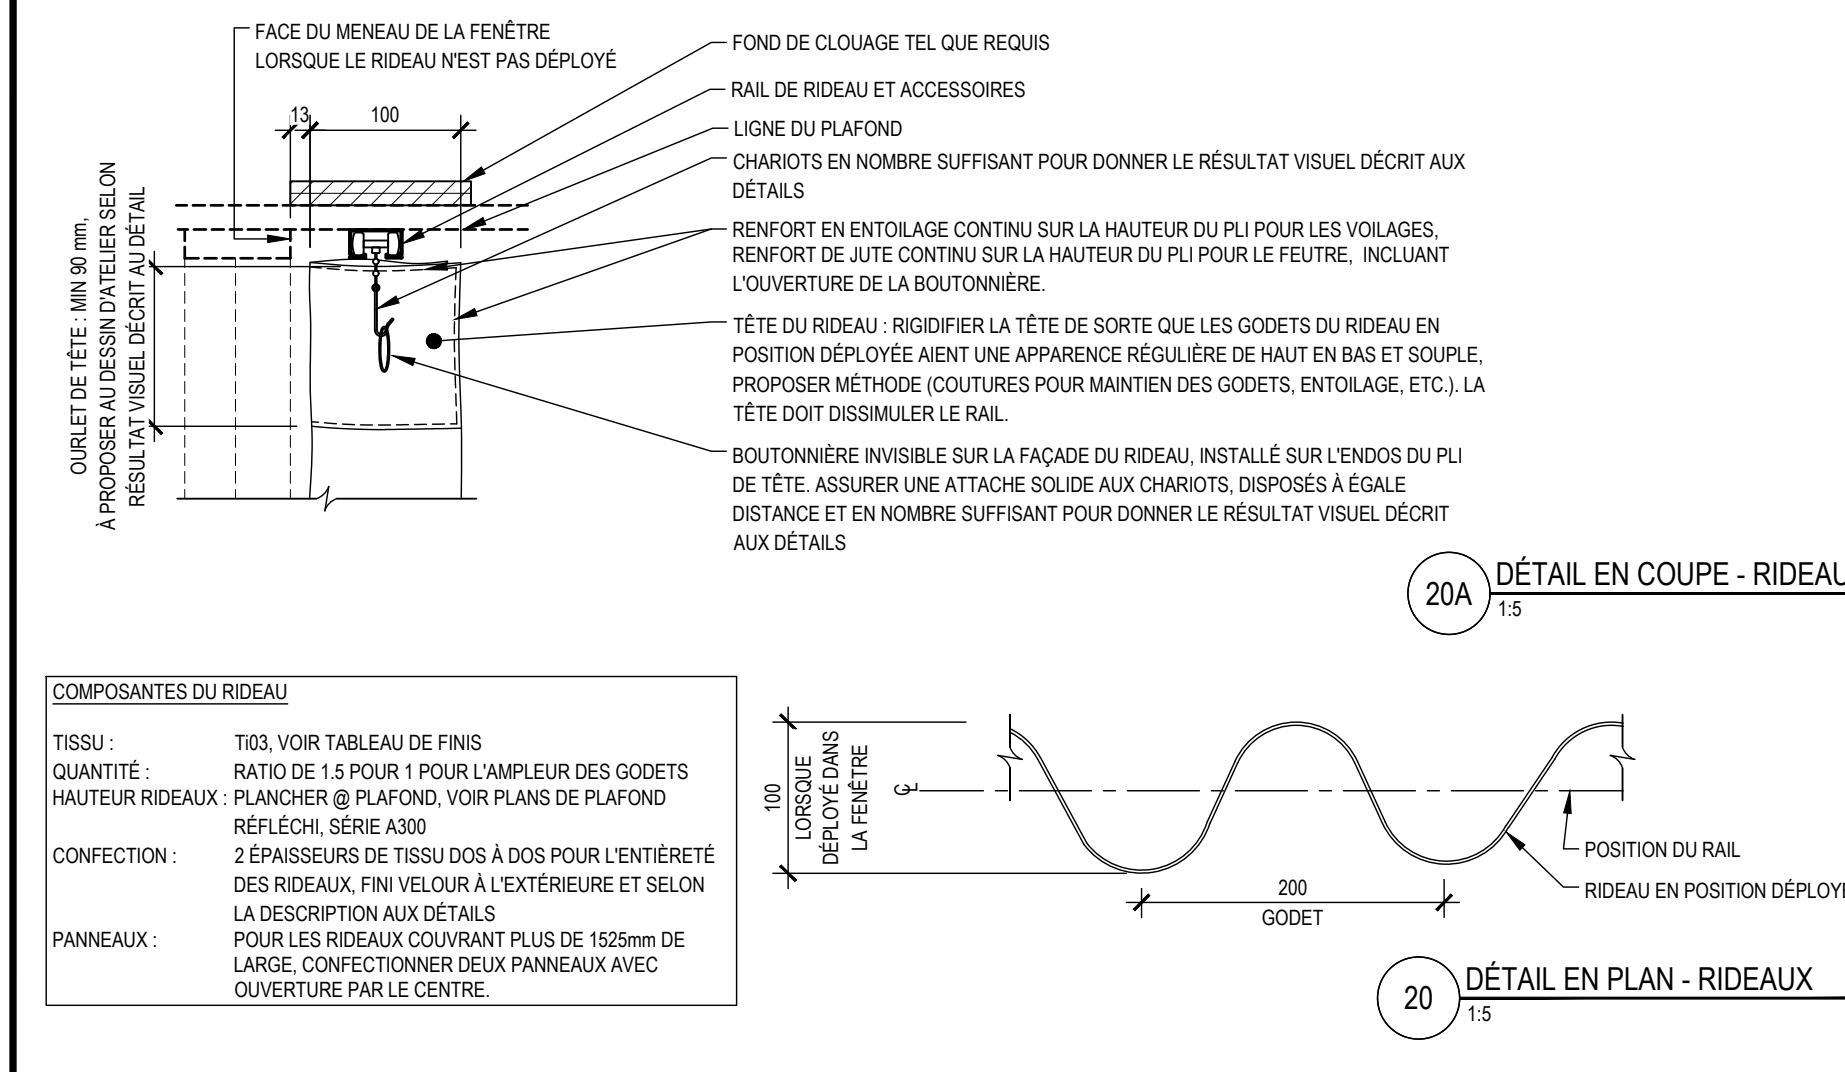 FACE DU MENEAU DE LA FENÊTRE
LORSQUE LE RIDEAU N'EST PAS DÉPLOYÉ
13
100
OURLET DE TÊTE : MIN 90 mm,
À PROPOSER AU DESSIN D'ATELIER SELON
RÉSULTAT VISUEL DÉCRIT AU DÉTAIL
FOND DE CLOUAGE TEL QUE REQUIS
RAIL DE RIDEAU ET ACCESSOIRES
LIGNE DU PLAFOND
CHARIOTS EN NOMBRE SUFFISANT POUR DONNER LE RÉSULTAT VISUEL DÉCRIT AUX
DÉTAILS
RENFORT EN ENTOILAGE CONTINU SUR LA HAUTEUR DU PLI POUR LES VOILAGES,
RENFORT DE JUTE CONTINU SUR LA HAUTEUR DU PLI POUR LE FEUTRE, INCLUANT
L'OUVERTURE DE LA BOUTONNIÈRE.
TÊTE DU RIDEAU : RIGIDIFIER LA TÊTE DE SORTE QUE LES GODETS DU RIDEAU EN
POSITION DÉPLOYÉE AIENT UNE APPARENCE RÉGULIÈRE DE HAUT EN BAS ET SOUPLE,
PROPOSER MÉTHODE (COUTURES POUR MAINTIEN DES GODETS, ENTOILAGE, ETC.). LA
TÊTE DOIT DISSIMULER LE RAIL.
BOUTONNIÈRE INVISIBLE SUR LA FAÇADE DU RIDEAU, INSTALLÉ SUR L'ENDOS DU PLI
DE TÊTE. ASSURER UNE ATTACHE SOLIDE AUX CHARIOTS, DISPOSÉS À ÉGALE
DISTANCE ET EN NOMBRE SUFFISANT POUR DONNER LE RÉSULTAT VISUEL DÉCRIT
AUX DÉTAILS
20A
DÉTAIL EN COUPE - RIDEAU
1:5
COMPOSANTES DU RIDEAU
TISSU : Ti03, VOIR TABLEAU DE FINIS
QUANTITÉ : RATIO DE 1.5 POUR 1 POUR L'AMPLEUR DES GODETS
HAUTEUR RIDEAUX : PLANCHER @ PLAFOND, VOIR PLANS DE PLAFOND
RÉFLÉCHI, SÉRIE A300
CONFECTION : 2 ÉPAISSEURS DE TISSU DOS À DOS POUR L'ENTIÈRETÉ
DES RIDEAUX, FINI VELOUR À L'EXTÉRIEURE ET SELON
LA DESCRIPTION AUX DÉTAILS
PANNEAUX : POUR LES RIDEAUX COUVRANT PLUS DE 1525mm DE
LARGE, CONFECTIONNER DEUX PANNEAUX AVEC
OUVERTURE PAR LE CENTRE.
100
LORSQUE
DÉPLOYÉ DANS
LA FENÊTRE
CL
200
GODET
POSITION DU RAIL
RIDEAU EN POSITION DÉPLOYÉ
20
DÉTAIL EN PLAN - RIDEAUX
1:5